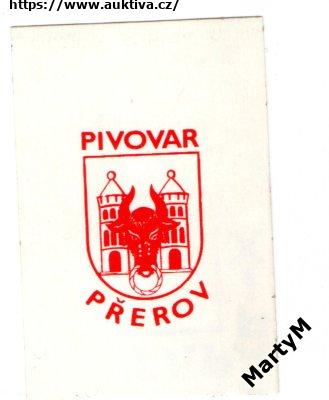 https://www.auktiva.cz/
PIVOVAR
PŘEROV
MartyM